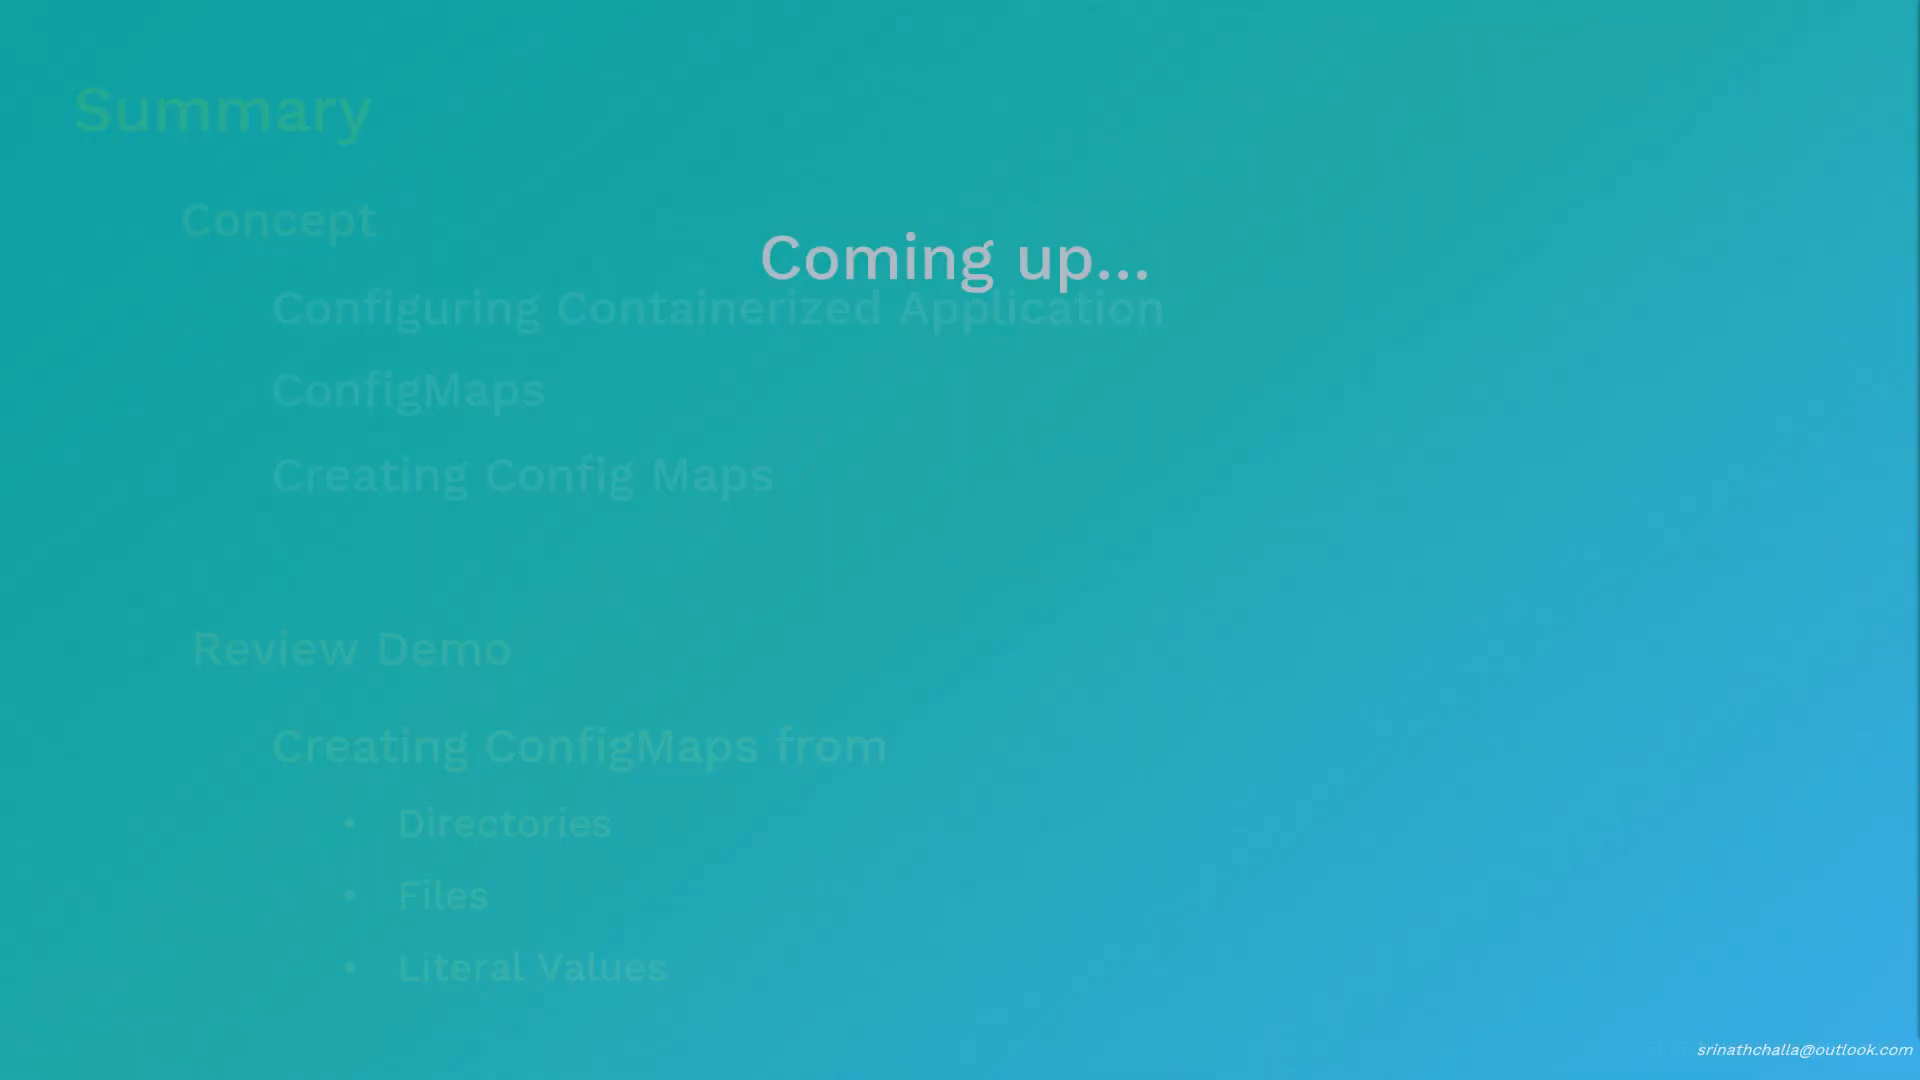 Summary
Concept
Coming up...
Configuring Containerized Application
ConfigMaps
Creating Config Maps
Review Demo
Creating ConfigMaps from
• Directories
• Files
• Literal Values
srinathchalla@outlook.com